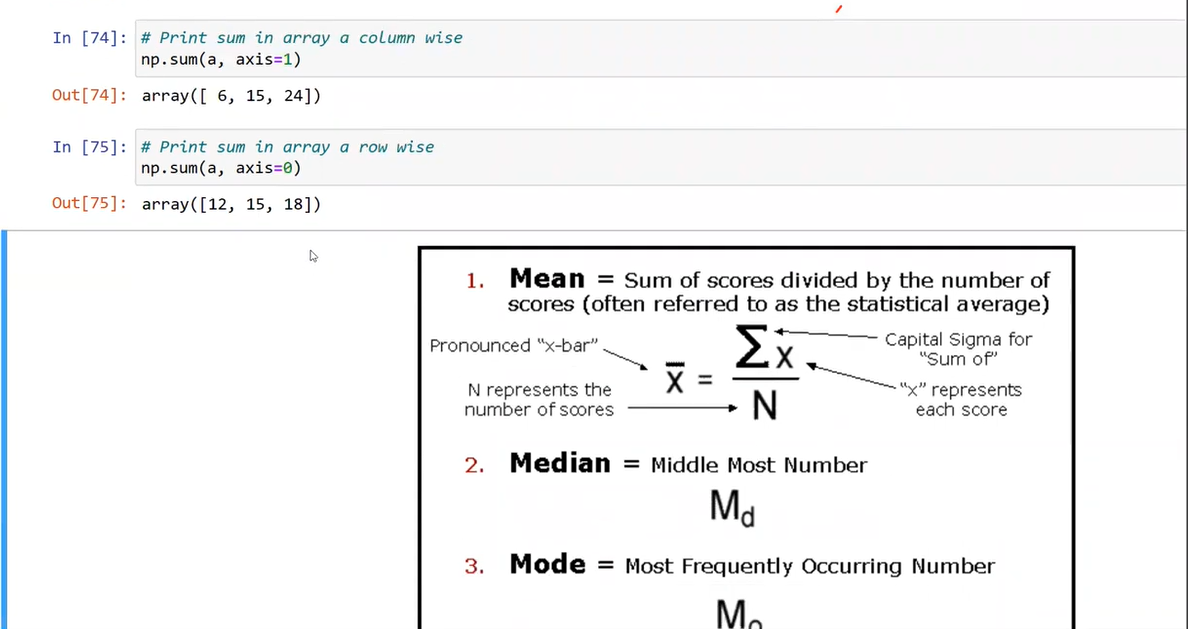 In [74]: # Print sum in array a column wise
np.sum(a, axis=1)
Out[74]: array([ 6, 15, 24])
In [75]: # Print sum in array a row wise
np.sum(a, axis=0)
Out[75]: array([12, 15, 18])
1. Mean = Sum of scores divided by the number of
scores (often referred to as the statistical average)
Pronounced "x-bar"
N represents the
number of scores
x̄ = Σx / N
Capital Sigma for
"Sum of"
"x" represents
each score
2. Median = Middle Most Number
Md
3. Mode = Most Frequently Occurring Number
Mo